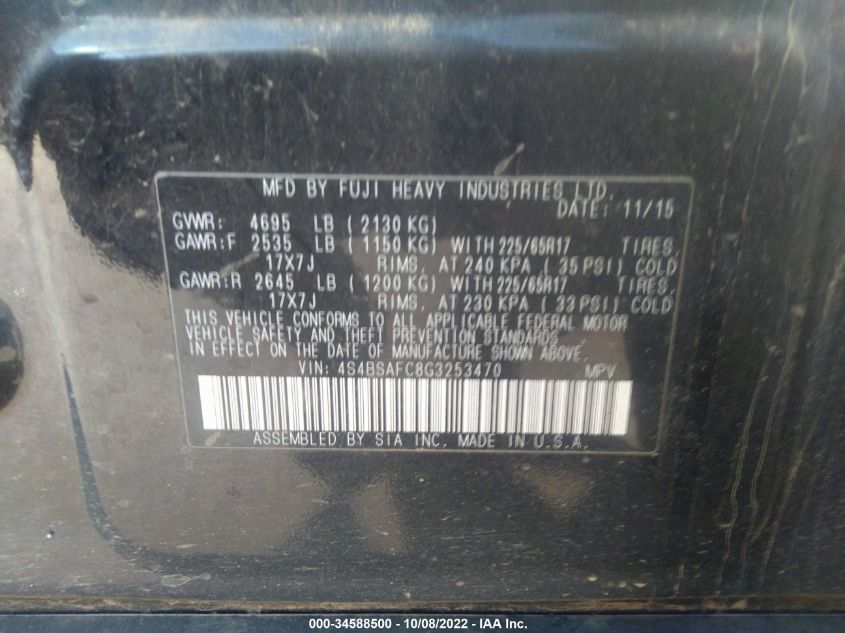 MFD BY FUJI HEAVY INDUSTRIES LTD.
DATE: 11/15
GVWR: 4695 LB ( 2130 KG)
GAWR:F 2535 LB ( 1150 KG) WITH 225/65R17 TIRES,
17X7J RIMS, AT 240 KPA ( 35 PSI) COLD
GAWR:R 2645 LB ( 1200 KG) WITH 225/65R17 TIRES,
17X7J RIMS, AT 230 KPA ( 33 PSI) COLD
THIS VEHICLE CONFORMS TO ALL APPLICABLE FEDERAL MOTOR
VEHICLE SAFETY AND THEFT PREVENTION STANDARDS
IN EFFECT ON THE DATE OF MANUFACTURE SHOWN ABOVE.
VIN: 4S4BSAFC8G3253470 MPV
ASSEMBLED BY SIA INC. MADE IN U.S.A.
000-34588500 - 10/08/2022 - IAA Inc.